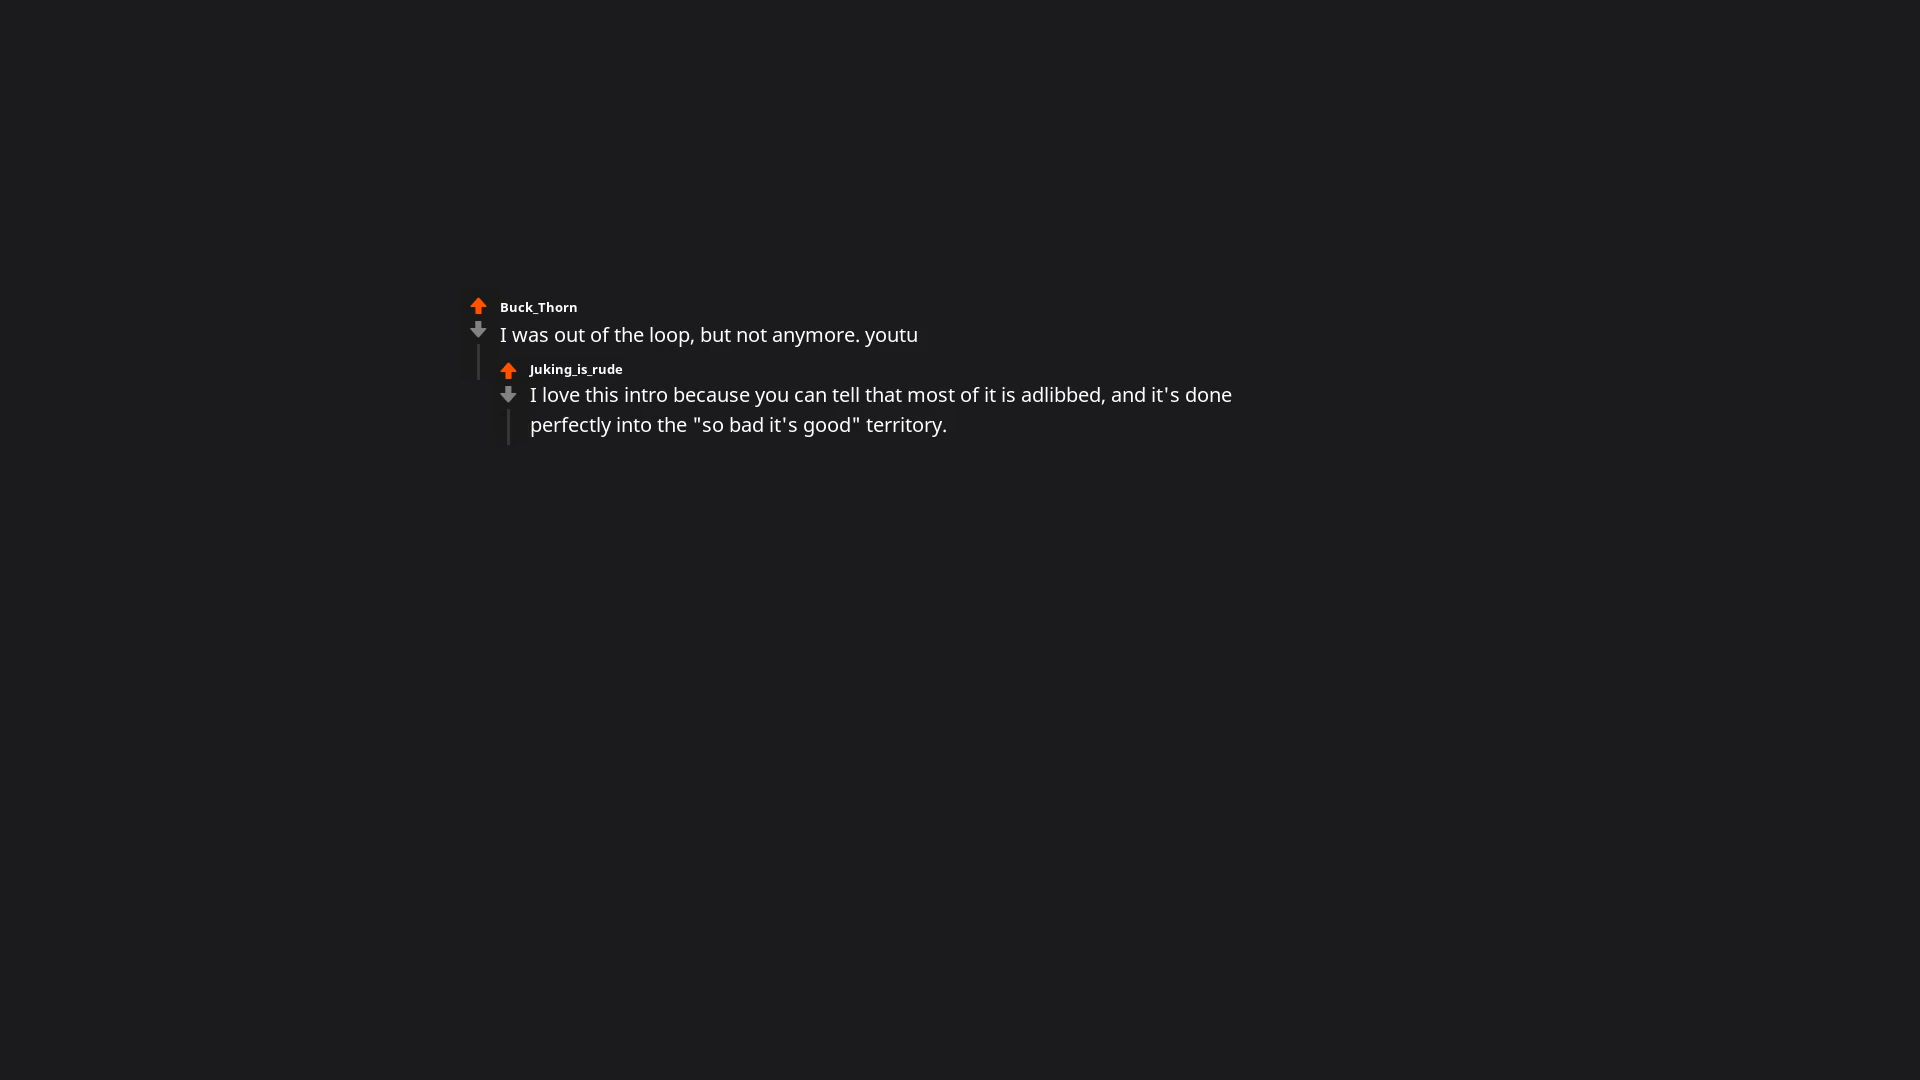 Buck_Thorn
I was out of the loop, but not anymore. youtu
Juking_is_rude
I love this intro because you can tell that most of it is adlibbed, and it's done
perfectly into the "so bad it's good" territory.